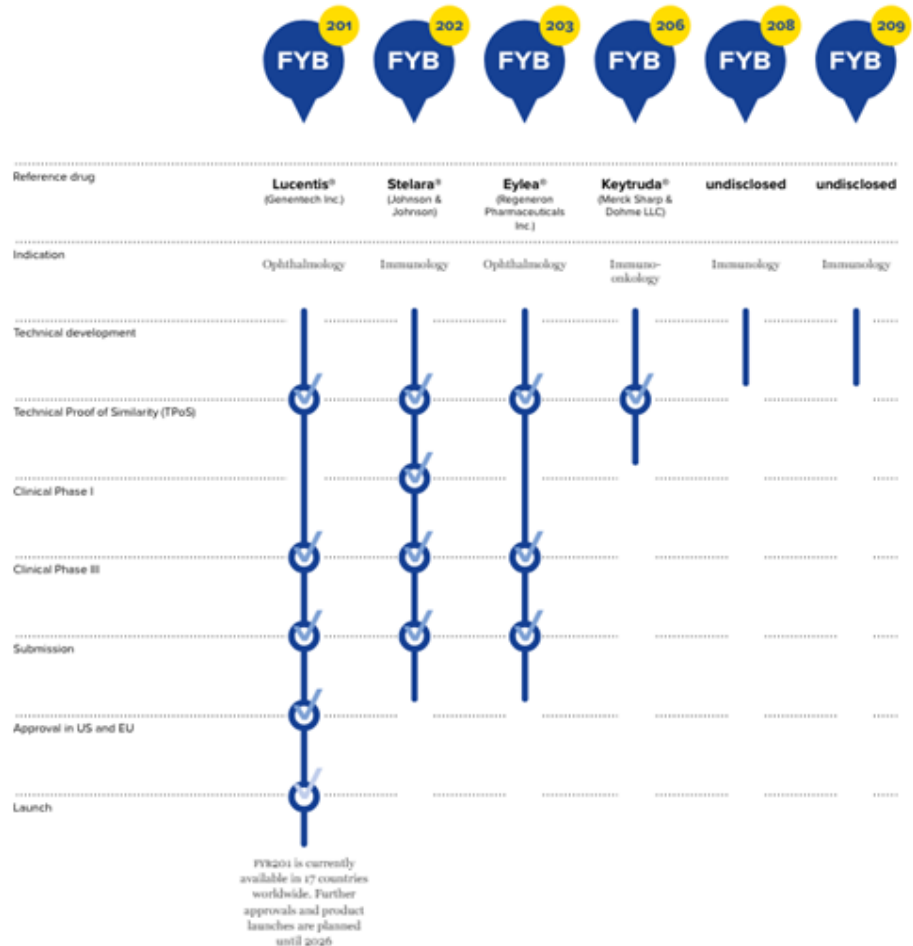 201
202
203
206
208
209
FYB
FYB
FYB
FYB
FYB
FYB
Reference drug
Lucentis®
(Genentech Inc.)
Stelara®
(Johnson &
Johnson)
Eylea®
(Regeneron
Pharmaceuticals
Inc.)
Keytruda®
(Merck Sharp &
Dohme LLC)
undisclosed
undisclosed
Indication
Ophthalmology
Immunology
Ophthalmology
Immuno-
onkology
Immunology
Immunology
Technical development
Technical Proof of Similarity (TPoS)
Clinical Phase I
Clinical Phase III
Submission
Approval in US and EU
Launch
FYB201 is currently
available in 17 countries
worldwide. Further
approvals and product
launches are planned
until 2026